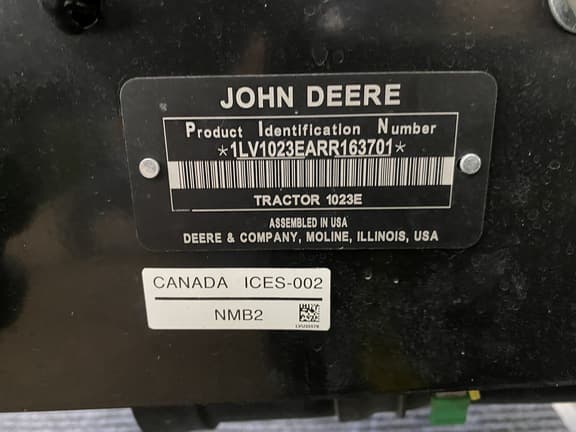 JOHN DEERE
Product Identification Number
*1LV1023EARR163701*
TRACTOR 1023E
ASSEMBLED IN USA
DEERE & COMPANY, MOLINE, ILLINOIS, USA
CANADA ICES-002
NMB2